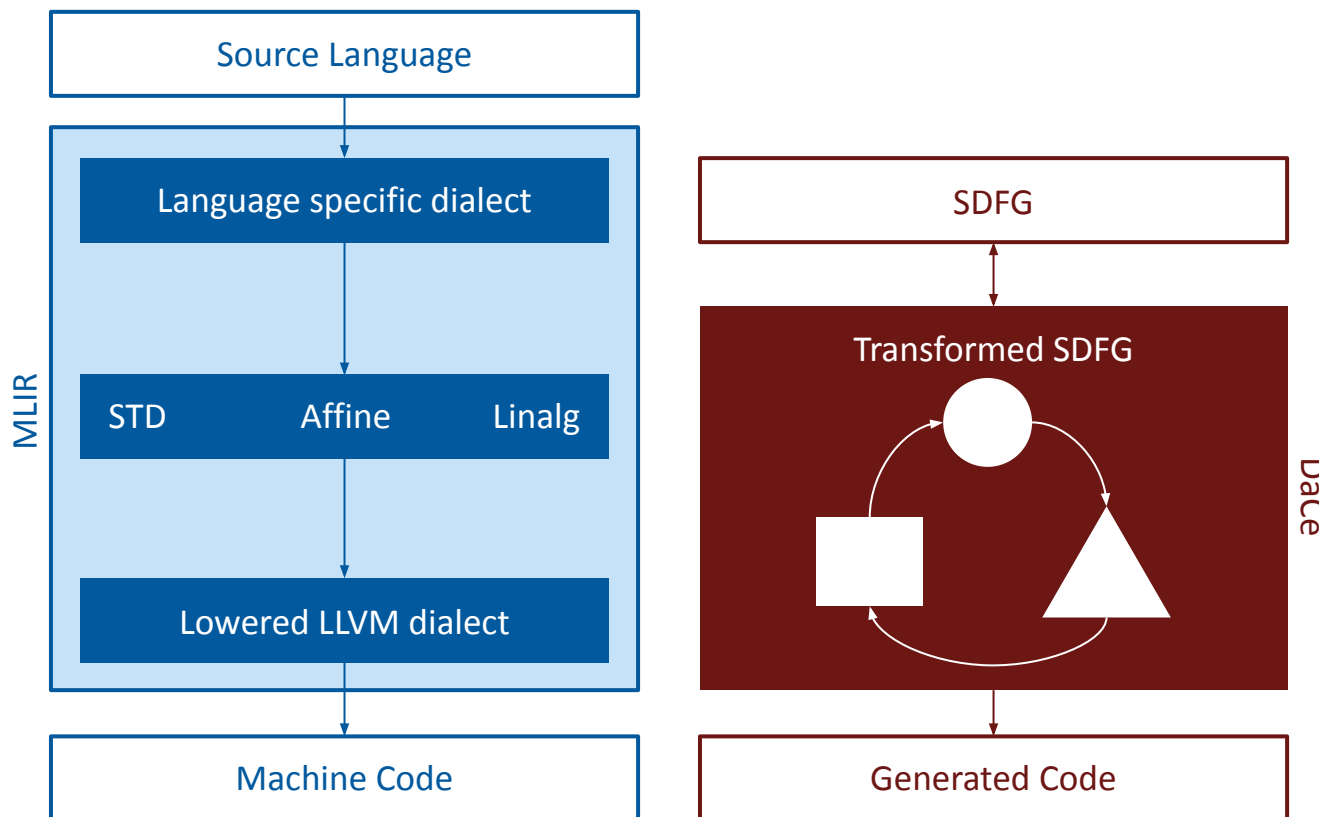 Source Language
MLIR
Language specific dialect
STD Affine Linalg
Lowered LLVM dialect
Machine Code
SDFG
Transformed SDFG
DaCe
Generated Code